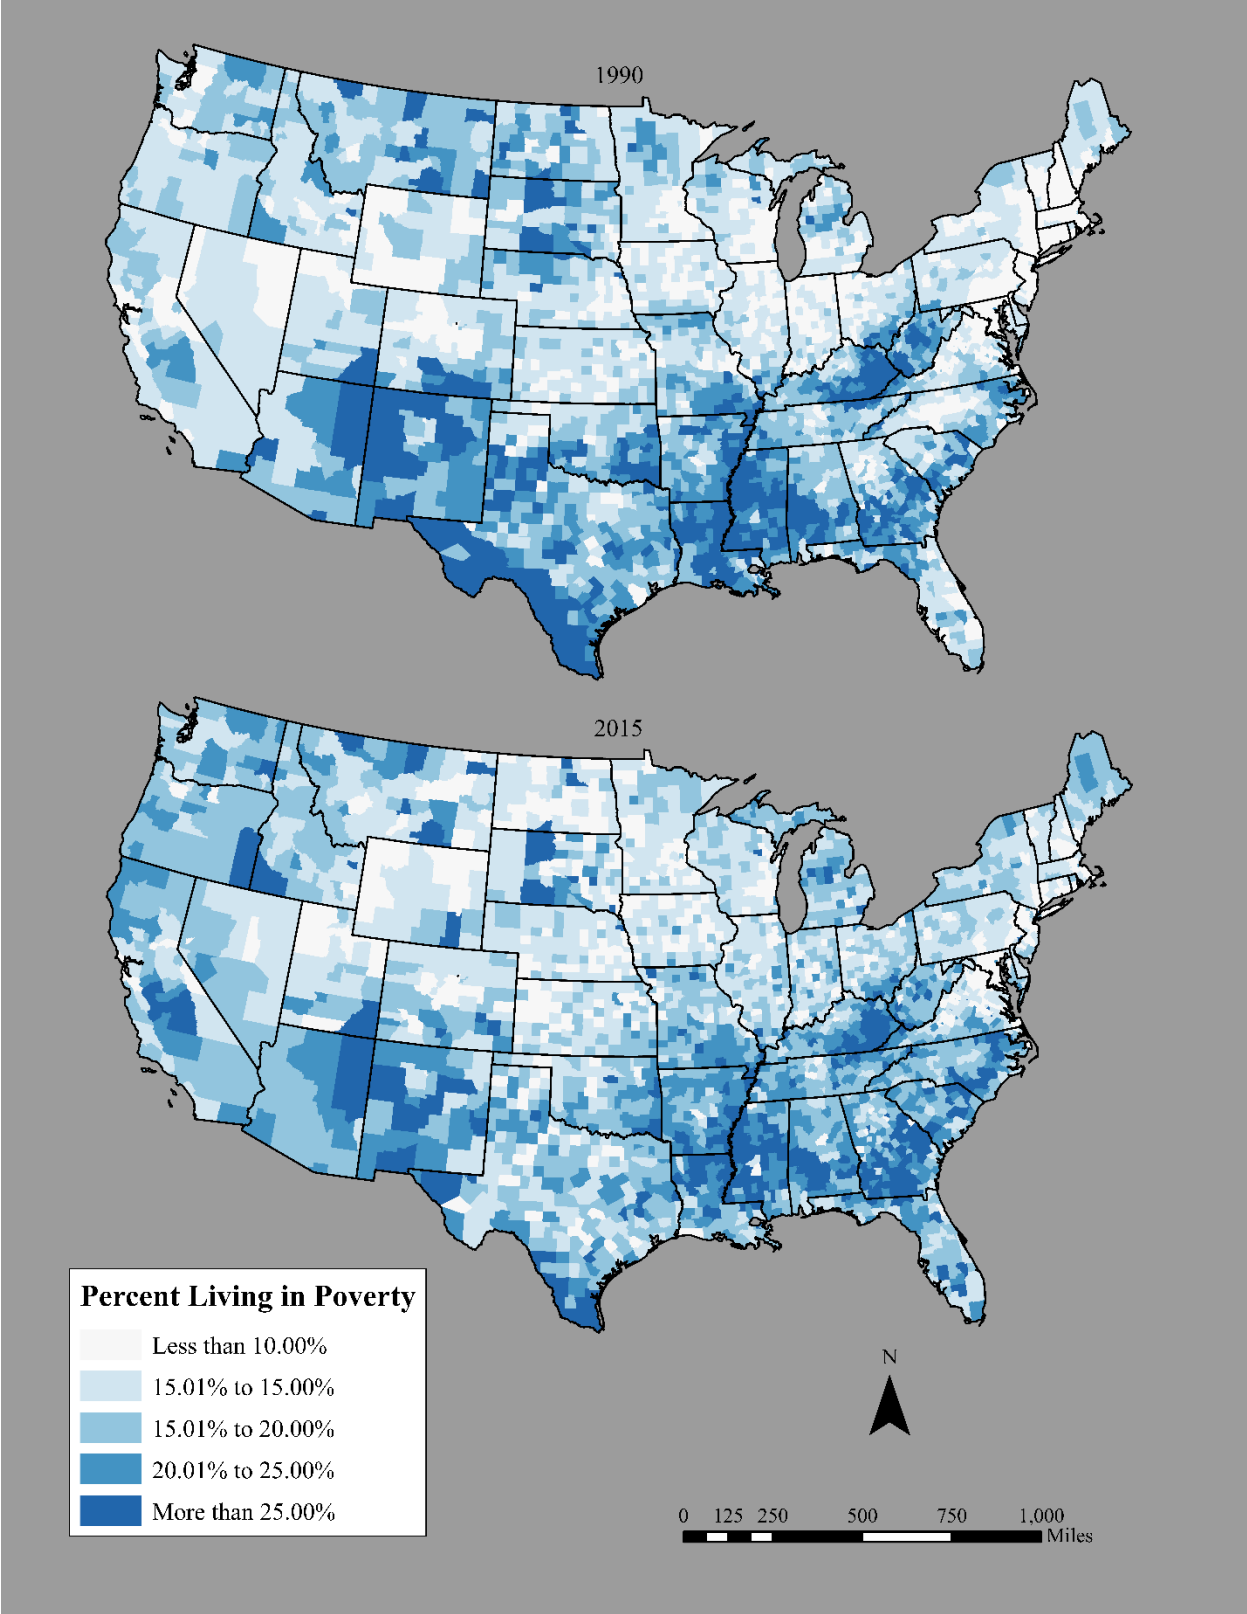 1990
2015
Percent Living in Poverty
Less than 10.00%
15.01% to 15.00%
15.01% to 20.00%
20.01% to 25.00%
More than 25.00%
N
0 125 250 500 750 1,000
Miles